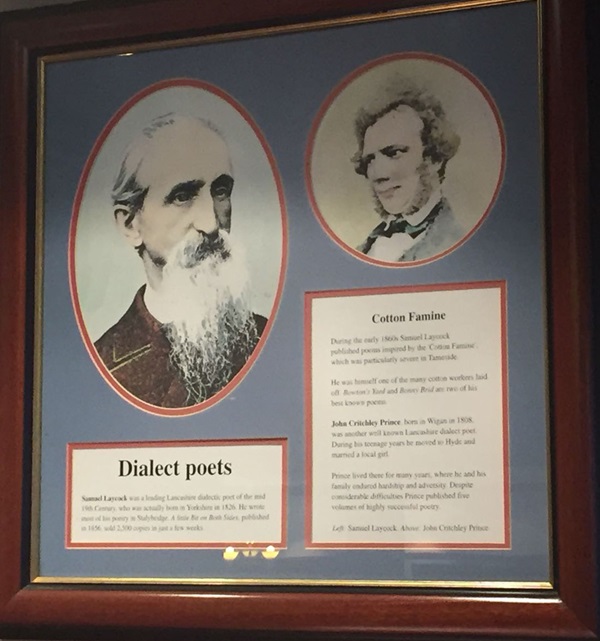 Dialect poets
Samuel Laycock was a leading Lancashire dialectic poet of the mid
19th Century, who was actually born in Yorkshire in 1826. He wrote
most of his poetry in Stalybridge. A little Bit on Both Sides, published
in 1856, sold 2,500 copies in just a few weeks.
Cotton Famine
During the early 1860s Samuel Laycock
published poems inspired by the 'Cotton Famine',
which was particularly severe in Tameside.
He was himself one of the many cotton workers laid
off. Bowton's Yard and Bonny Brid are two of his
best known poems.
John Critchley Prince, born in Wigan in 1808,
was another well known Lancashire dialect poet.
During his teenage years he moved to Hyde and
married a local girl.
Prince lived there for many years, where he and his
family endured hardship and adversity. Despite
considerable difficulties Prince published five
volumes of highly successful poetry.
Left: Samuel Laycock. Above: John Critchley Prince